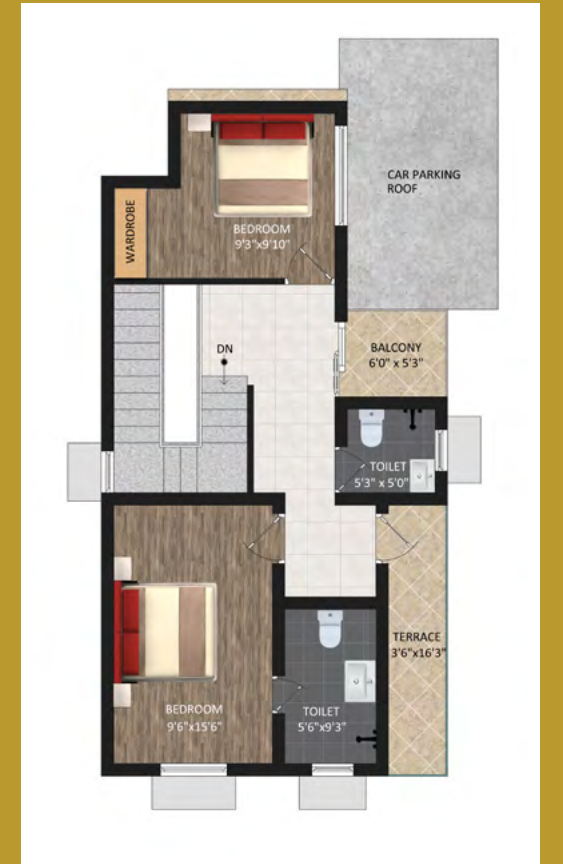 CAR PARKING
ROOF
WARDROBE
BEDROOM
9'3"x9'10"
DN
BALCONY
6'0" x 5'3"
TOILET
5'3" x 5'0"
TERRACE
3'6"x16'3"
BEDROOM
9'6"x15'6"
TOILET
5'6"x9'3"